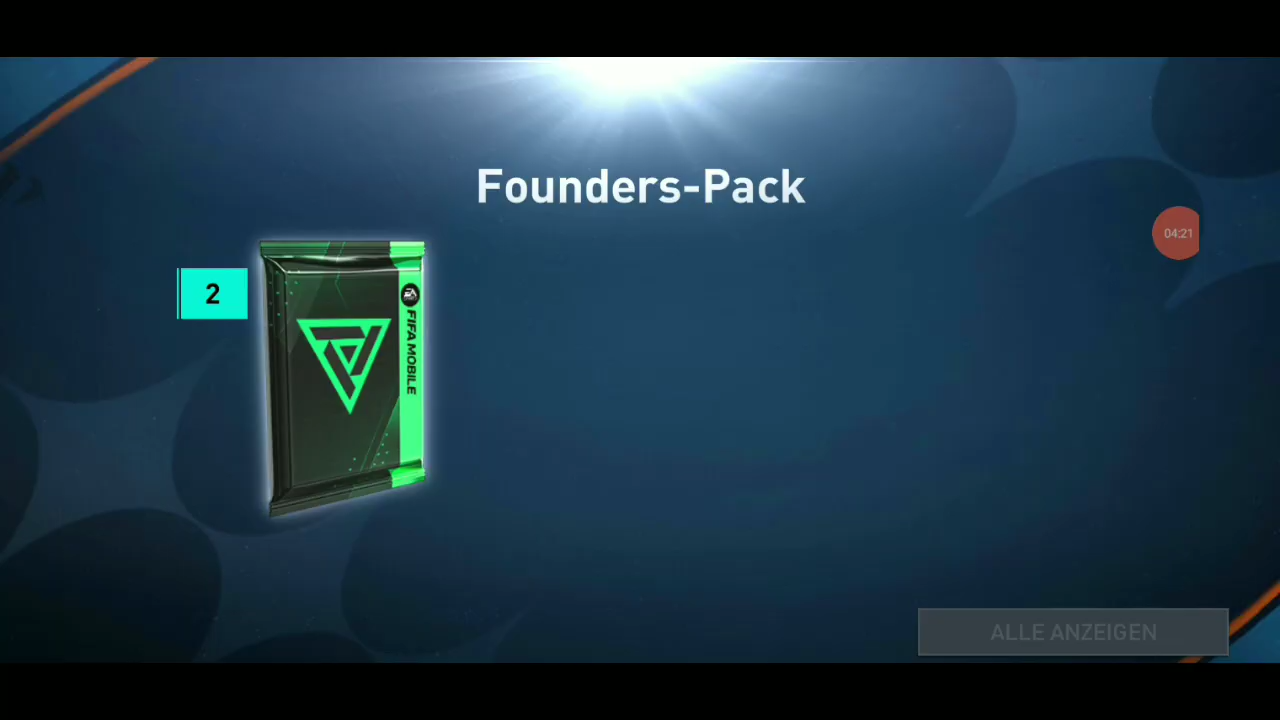 Founders-Pack
04:21
2
FIFA MOBILE
ALLE ANZEIGEN